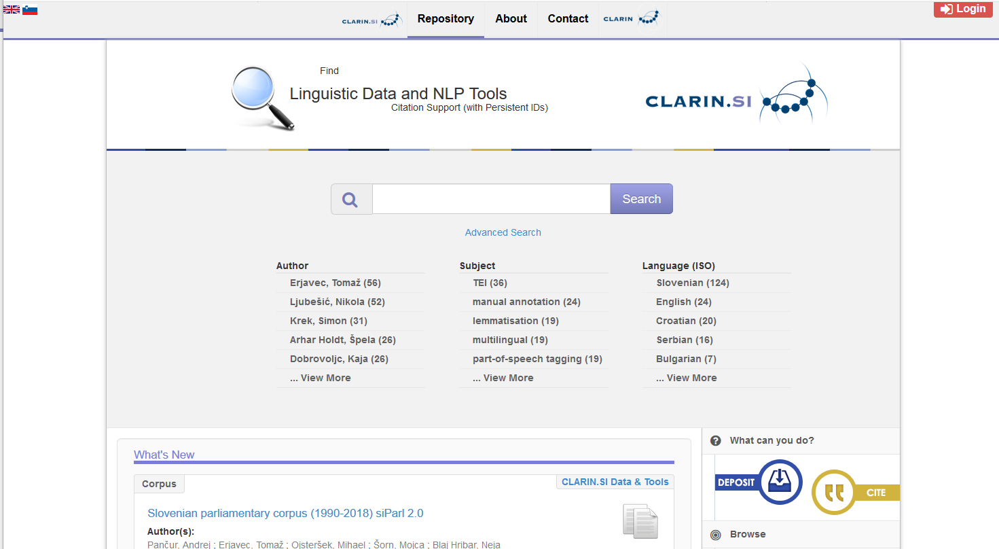 CLARIN.SI
Repository
About
Contact
CLARIN
Login
Find
Linguistic Data and NLP Tools
Citation Support (with Persistent IDs)
CLARIN.SI
Search
Advanced Search
Author
Erjavec, Tomaž (56)
Ljubešić, Nikola (52)
Krek, Simon (31)
Arhar Holdt, Špela (26)
Dobrovoljc, Kaja (26)
... View More
Subject
TEI (36)
manual annotation (24)
lemmatisation (19)
multilingual (19)
part-of-speech tagging (19)
... View More
Language (ISO)
Slovenian (124)
English (24)
Croatian (20)
Serbian (16)
Bulgarian (7)
... View More
What's New
Corpus
CLARIN.SI Data & Tools
Slovenian parliamentary corpus (1990-2018) siParl 2.0
Author(s):
Pančur, Andrej ; Erjavec, Tomaž ; Ojsteršek, Mihael ; Šorn, Mojca ; Blaj Hribar, Neja
What can you do?
DEPOSIT
CITE
Browse